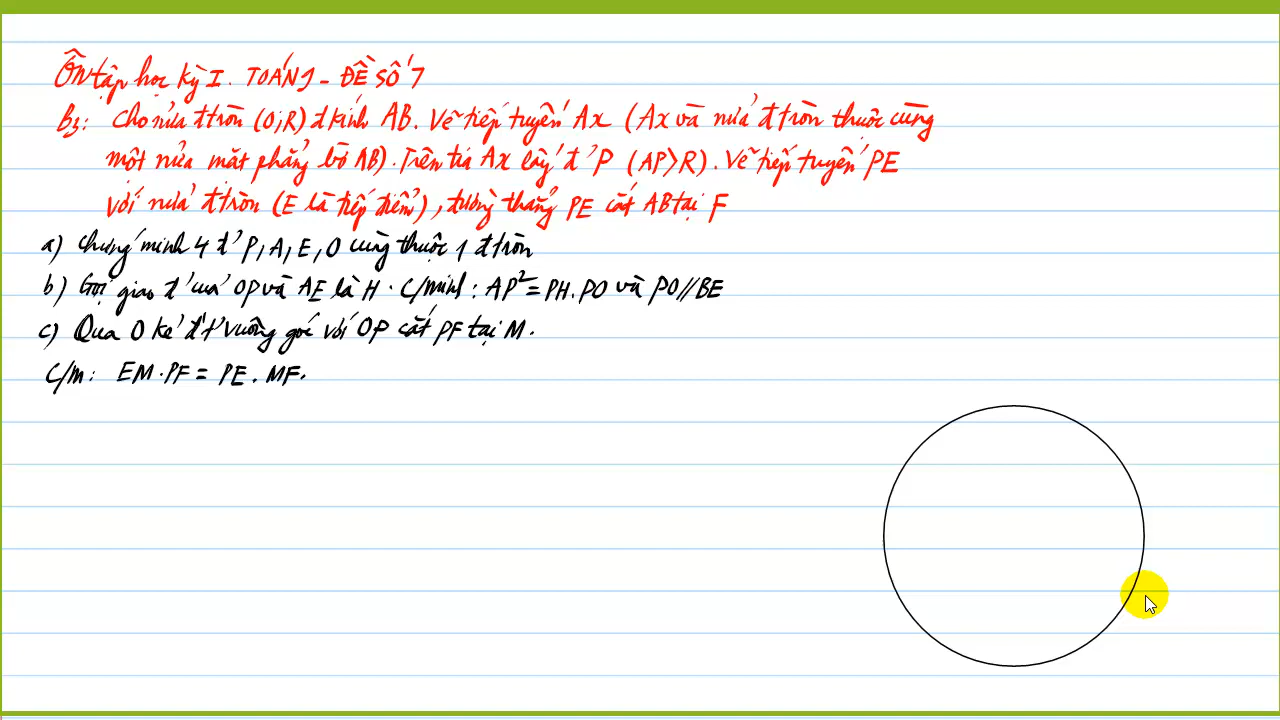 Ôn tập học kỳ I. TOÁN 9 - ĐỀ SỐ 7
B3: Cho nửa đ tròn (O;R) đ kính AB. Vẽ tiếp tuyến Ax (Ax và nửa đ tròn thuộc cùng
một nửa mặt phẳng bờ AB). Trên tia Ax lấy đ' P (AP>R). Vẽ tiếp tuyến PE
với nửa đ tròn (E là tiếp điểm), đường thẳng PE cắt AB tại F
a) Chứng minh 4 đ' P, A, E, O cùng thuộc 1 đ tròn
b) Gọi giao đ' của OP và AE là H. C/minh: AP² = PH.PO và PO//BE
c) Qua O kẻ đ't vuông góc với OP cắt PF tại M.
C/m: EM.PF = PE.MF.